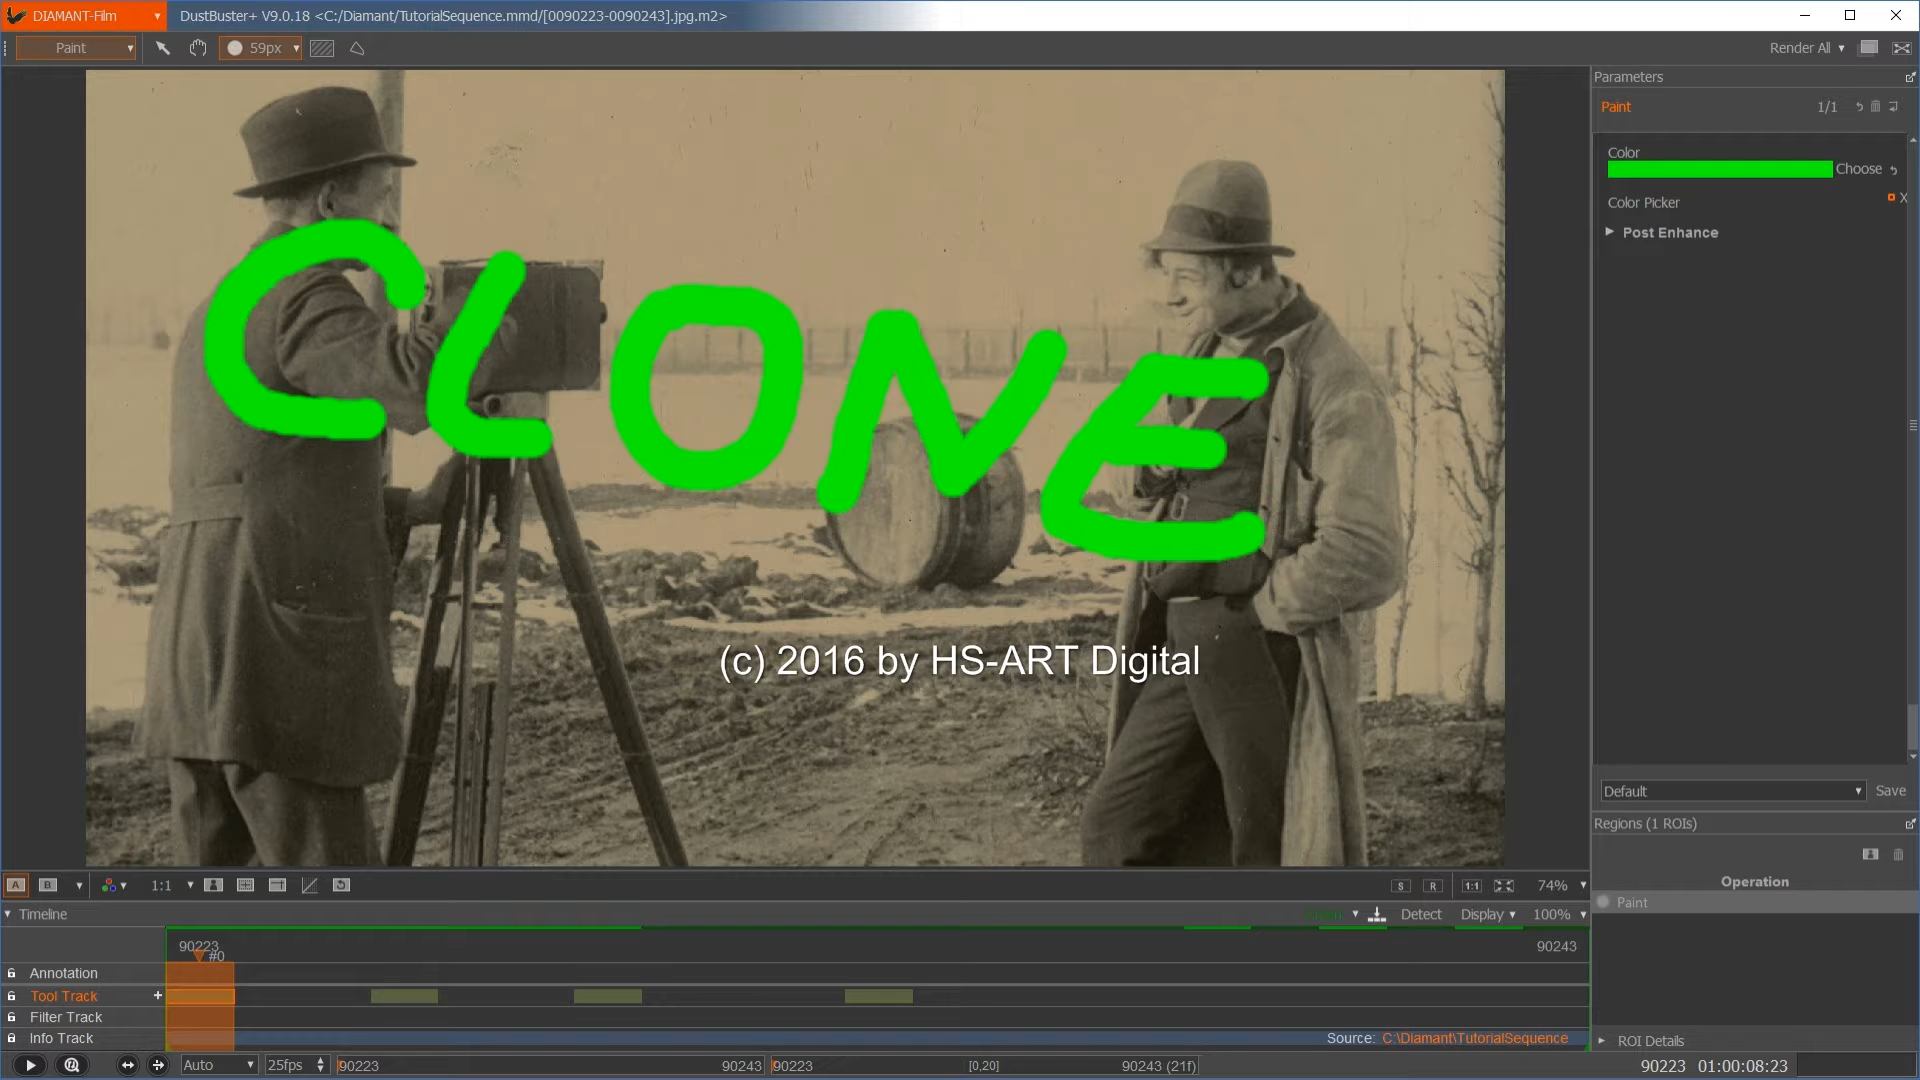 DIAMANT-Film
DustBuster+ V9.0.18 <C:/Diamant/TutorialSequence.mmd/[0090223-0090243].jpg.m2>
Paint
59px
Render All
Parameters
Paint
1/1
Color
Choose
Color Picker
X
Post Enhance
CLONE
(c) 2016 by HS-ART Digital
Default
Save
Regions (1 ROIs)
Operation
Paint
ROI Details
A
B
1:1
S
R
1:1
74%
Timeline
Detect
Display
100%
90223
#0
90243
Annotation
Tool Track
Filter Track
Info Track
Source: C:\Diamant\TutorialSequence
Auto
25fps
90223
90243
90223
[0,20]
90243 (21f)
90223 01:00:08:23